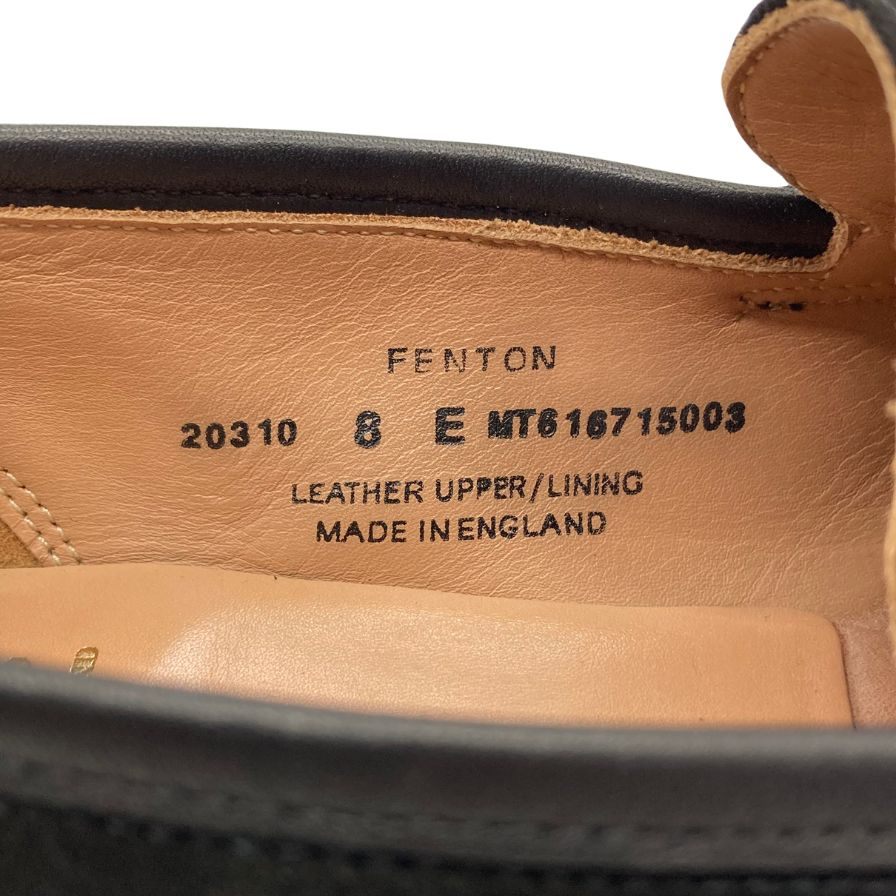 FENTON
20310 8 E MT616715003
LEATHER UPPER/LINING
MADE IN ENGLAND